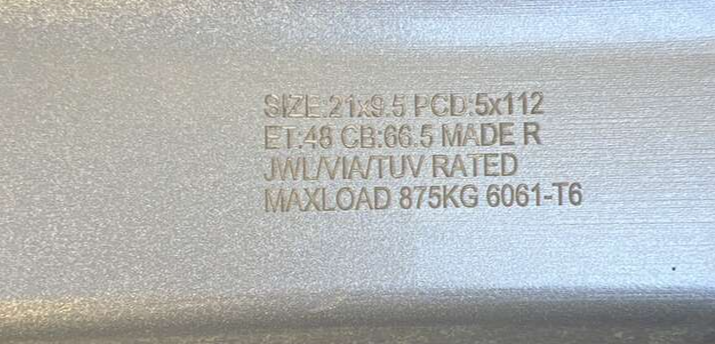 SIZE:21x9.5 PCD:5x112
ET:48 CB:66.5 MADE R
JWL/VIA/TUV RATED
MAXLOAD 875KG 6061-T6